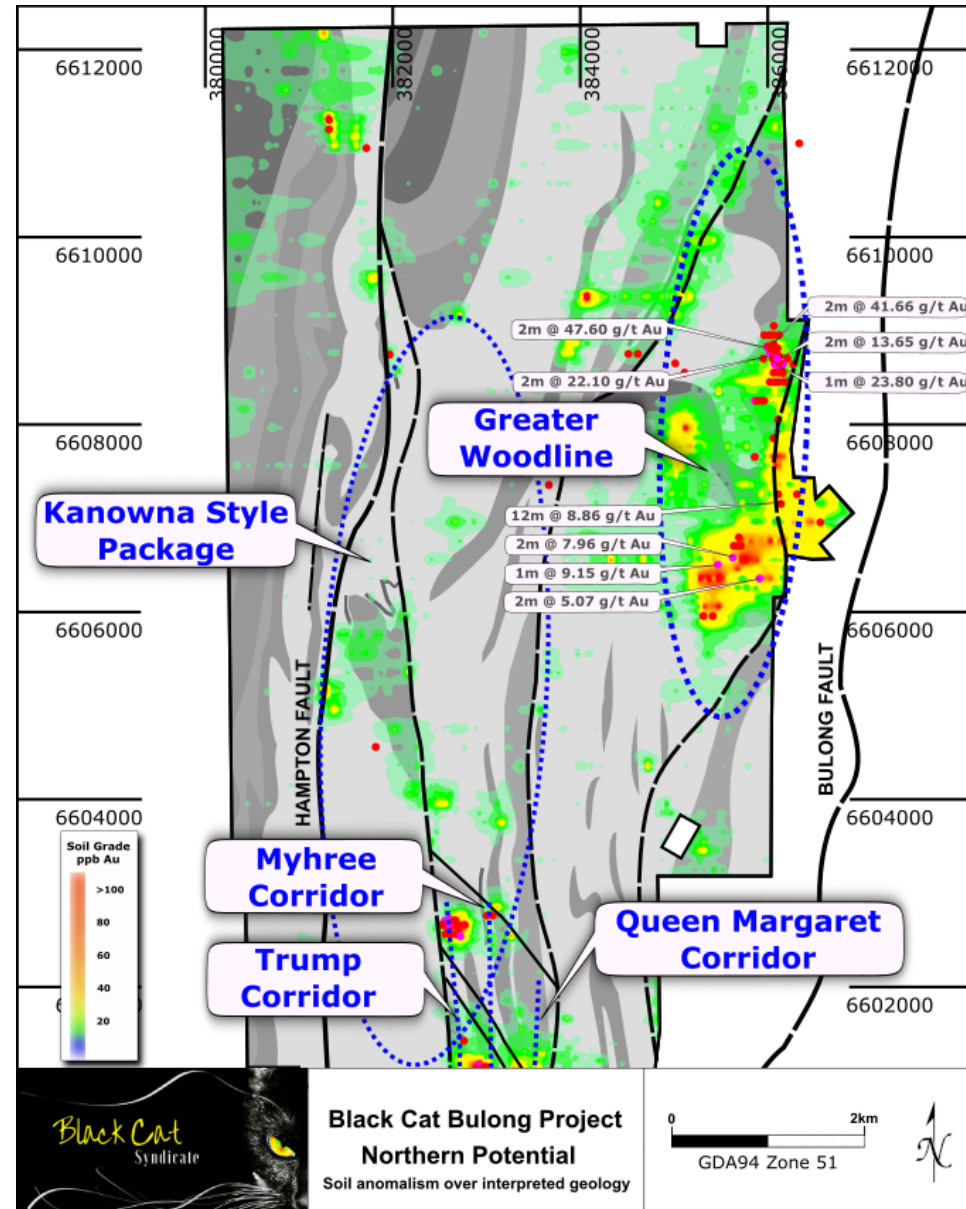 380000
382000
384000
386000
6612000
6612000
6610000
6610000
2m @ 41.66 g/t Au
2m @ 47.60 g/t Au
2m @ 13.65 g/t Au
2m @ 22.10 g/t Au
1m @ 23.80 g/t Au
Greater
Woodline
6608000
6608000
Kanowna Style
Package
12m @ 8.86 g/t Au
2m @ 7.96 g/t Au
1m @ 9.15 g/t Au
2m @ 5.07 g/t Au
6606000
6606000
HAMPTON FAULT
BULONG FAULT
6604000
6604000
Soil Grade
ppb Au
>100
80
60
40
20
Myhree
Corridor
Queen Margaret
Corridor
Trump
Corridor
6602000
Black Cat
Syndicate
Black Cat Bulong Project
Northern Potential
Soil anomalism over interpreted geology
0
2km
GDA94 Zone 51
N